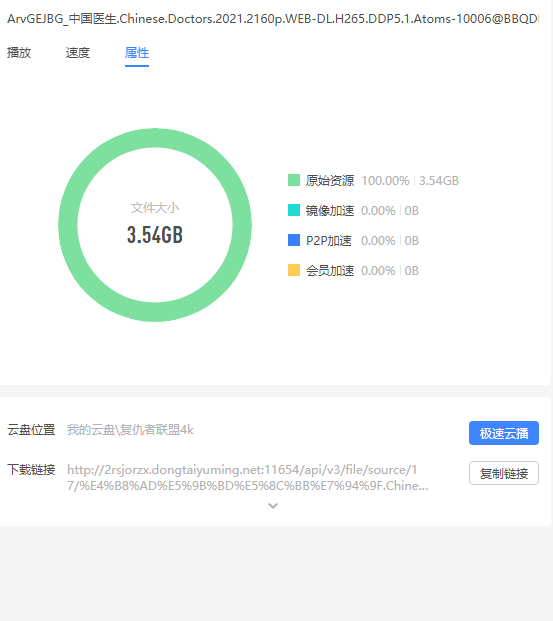 ArvGEJBG_中国医生.Chinese.Doctors.2021.2160p.WEB-DL.H265.DDP5.1.Atoms-10006@BBQDD
播放 速度 属性
文件大小
3.54GB
原始资源 100.00% | 3.54GB
镜像加速 0.00% | 0B
P2P加速 0.00% | 0B
会员加速 0.00% | 0B
云盘位置 我的云盘\复仇者联盟4k 极速云播
下载链接 http://2rsjorzx.dongtaiyuming.net:11654/api/v3/file/source/1 复制链接
7/%E4%B8%AD%E5%9B%BD%E5%8C%BB%E7%94%9F.Chine...